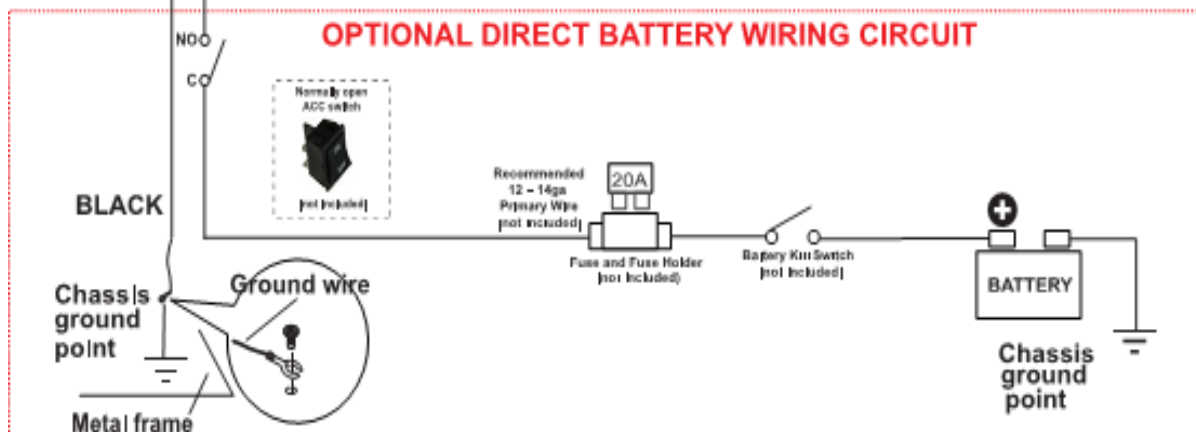 OPTIONAL DIRECT BATTERY WIRING CIRCUIT
NO
C
Normally open
ACC switch
(not Included)
BLACK
Recommended
12 – 14ga
Primary Wire
(not included)
20A
Fuse and Fuse Holder
(not Included)
Battery Kill Switch
(not Included)
BATTERY
Chassis
ground
point
Ground wire
Metal frame
Chassis
ground
point